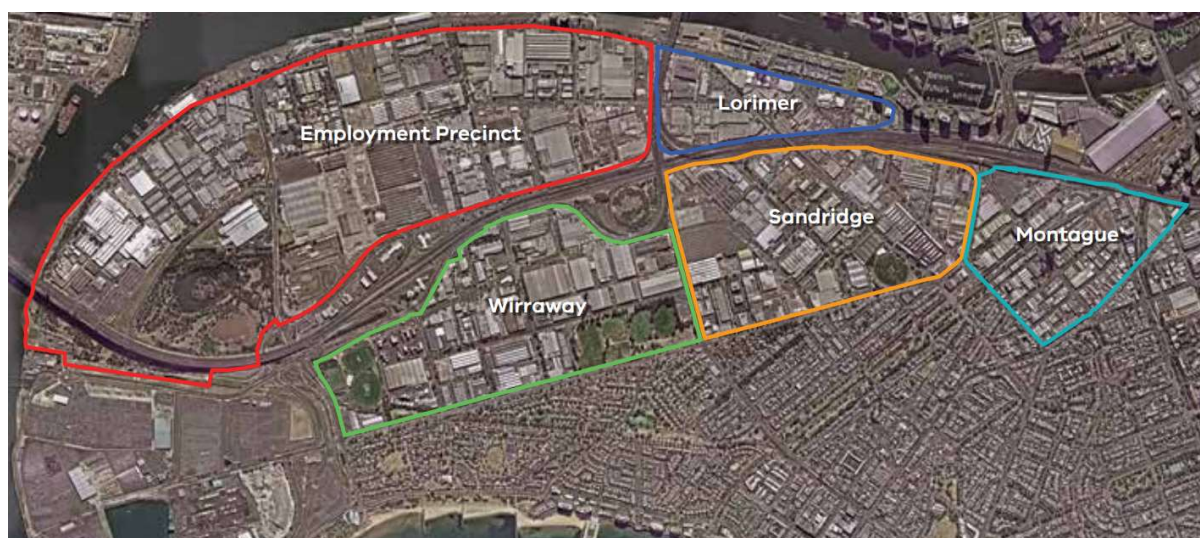 Lorimer
Employment Precinct
Sandridge
Montague
Wirraway